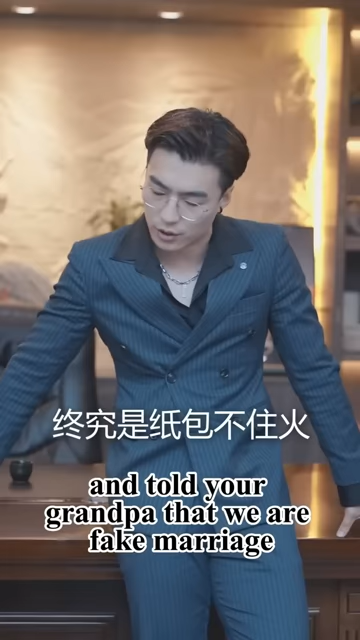 终究是纸包不住火
and told your
grandpa that we are
fake marriage